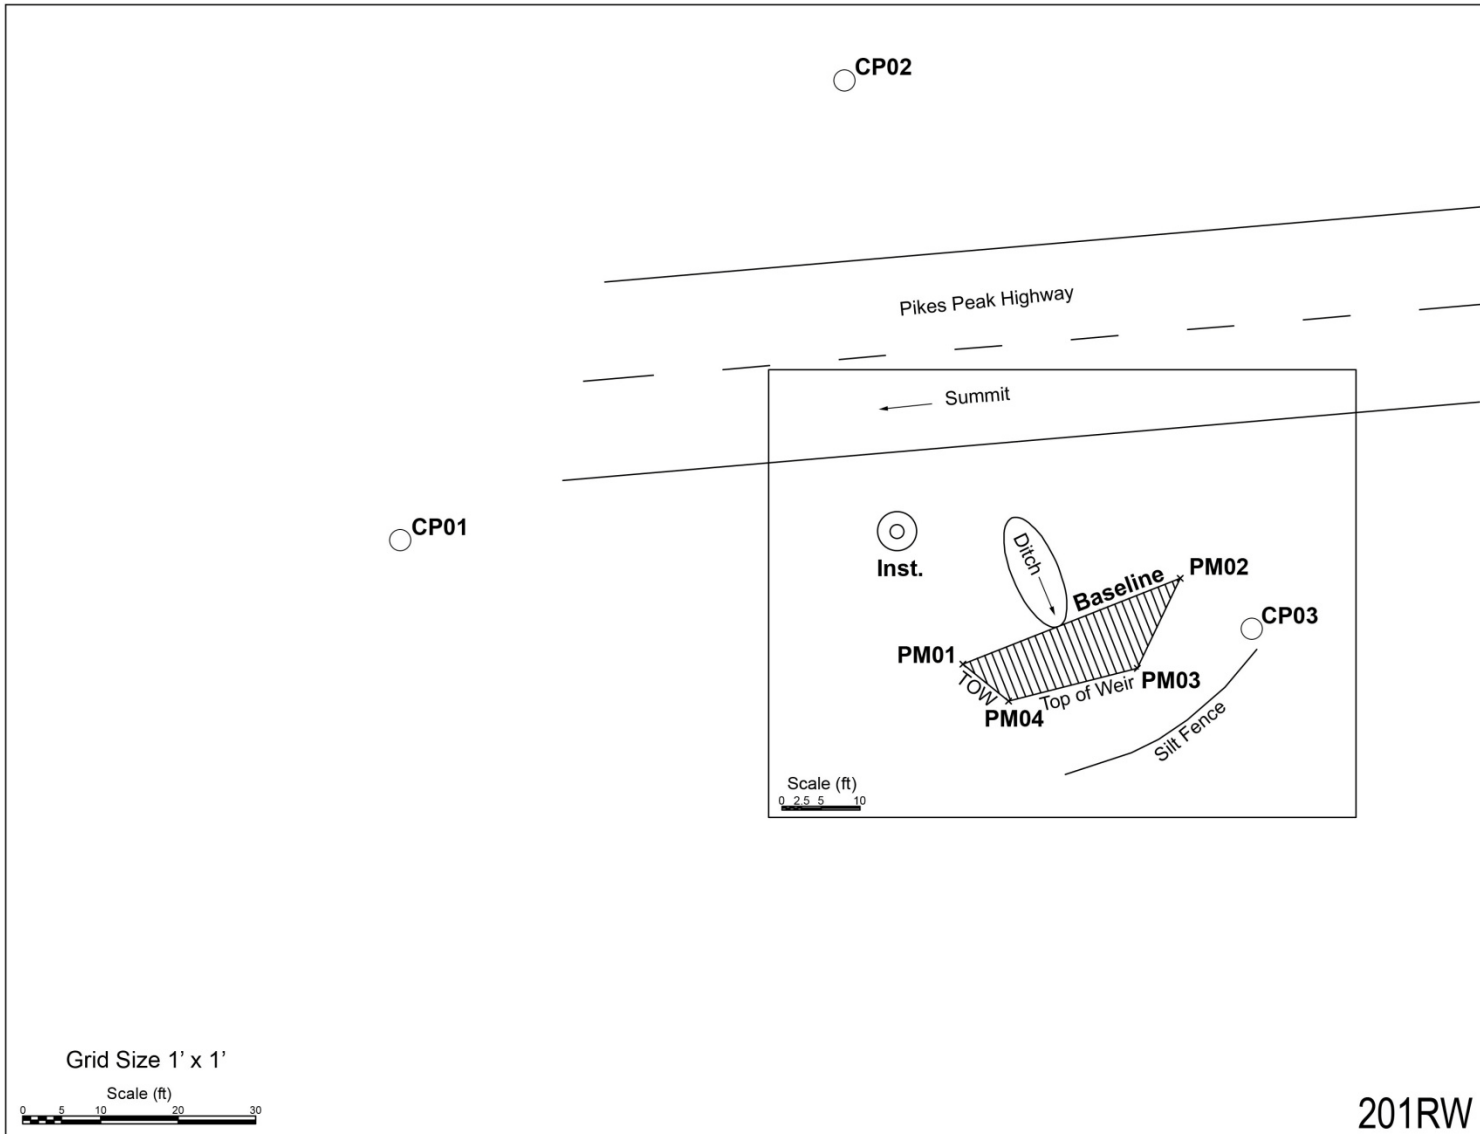 CP02
Pikes Peak Highway
Summit
CP01
Inst.
Ditch
Baseline
PM02
CP03
PM01
TOW
PM04
Top of Weir
PM03
Silt Fence
Scale (ft)
0 2.5 5 10
Grid Size 1’ x 1’
Scale (ft)
0 5 10 20 30
201RW